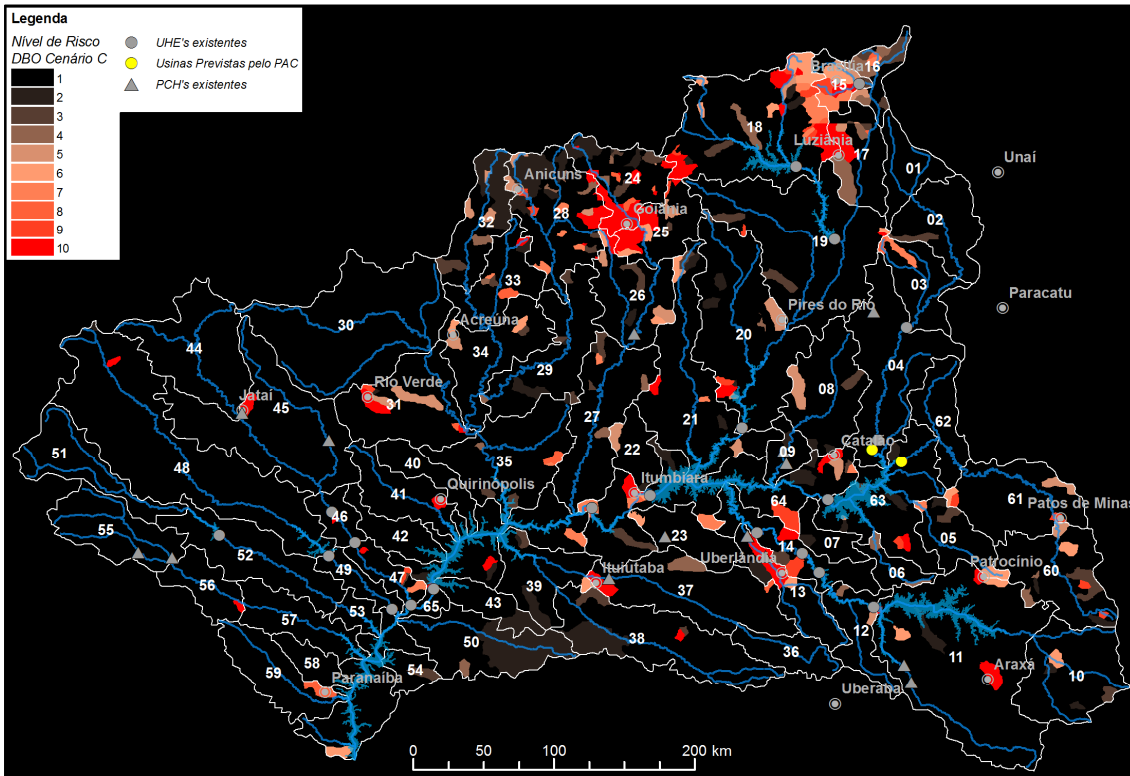 Legenda
Nível de Risco
DBO Cenário C
1
2
3
4
5
6
7
8
9
10
UHE's existentes
Usinas Previstas pelo PAC
PCH's existentes
Brasília
16
15
18
Luziânia
17
01
Unaí
Anicuns
24
32
28
Goiânia
25
02
19
33
26
03
Paracatu
Pires do Rio
30
Acreúna
34
20
44
29
04
Rio Verde
31
08
Jataí
45
27
21
62
22
09
Catalão
51
48
35
40
Quirinópolis
41
Itumbiara
64
63
61
Patos de Minas
46
55
52
42
23
14
07
05
Uberlândia
49
47
Ituiutaba
06
Patrocínio
60
56
39
37
13
53
65
43
57
12
38
50
36
11
58
54
59
Paranaíba
Araxá
10
Uberaba
0 50 100 200 km